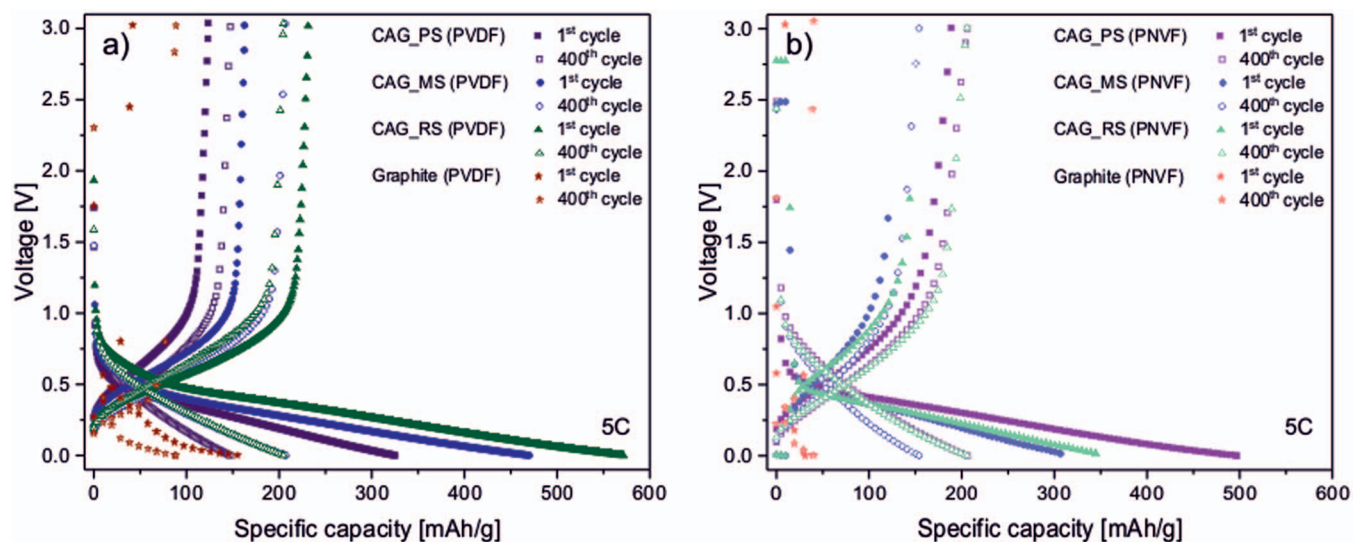 a)
CAG_PS (PVDF) 1st cycle
400th cycle
CAG_MS (PVDF) 1st cycle
400th cycle
CAG_RS (PVDF) 1st cycle
400th cycle
Graphite (PVDF) 1st cycle
400th cycle
5C
Voltage [V]
3.0
2.5
2.0
1.5
1.0
0.5
0.0
0 100 200 300 400 500 600
Specific capacity [mAh/g]
b)
CAG_PS (PNVF) 1st cycle
400th cycle
CAG_MS (PNVF) 1st cycle
400th cycle
CAG_RS (PNVF) 1st cycle
400th cycle
Graphite (PNVF) 1st cycle
400th cycle
5C
Voltage [V]
3.0
2.5
2.0
1.5
1.0
0.5
0.0
0 100 200 300 400 500 600
Specific capacity [mAh/g]